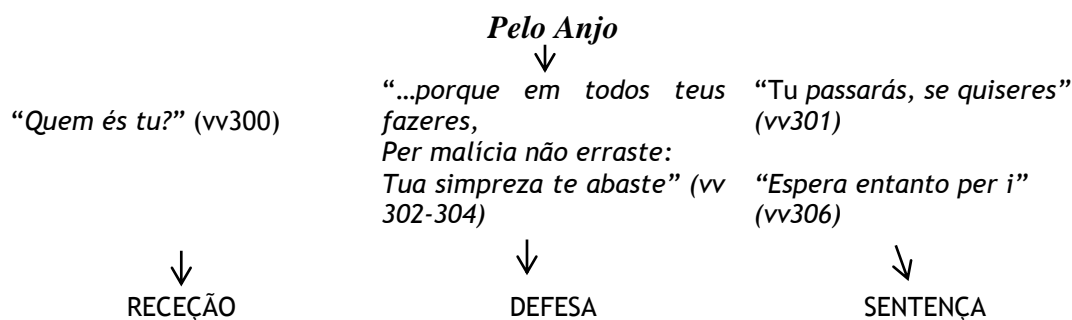 Pelo Anjo
“Quem és tu?” (vv300)
“…porque em todos teus
fazeres,
Per malícia não erraste:
Tua simpreza te abaste” (vv
302-304)
“Tu passarás, se quiseres”
(vv301)
“Espera entanto per i”
(vv306)
RECEÇÃO
DEFESA
SENTENÇA